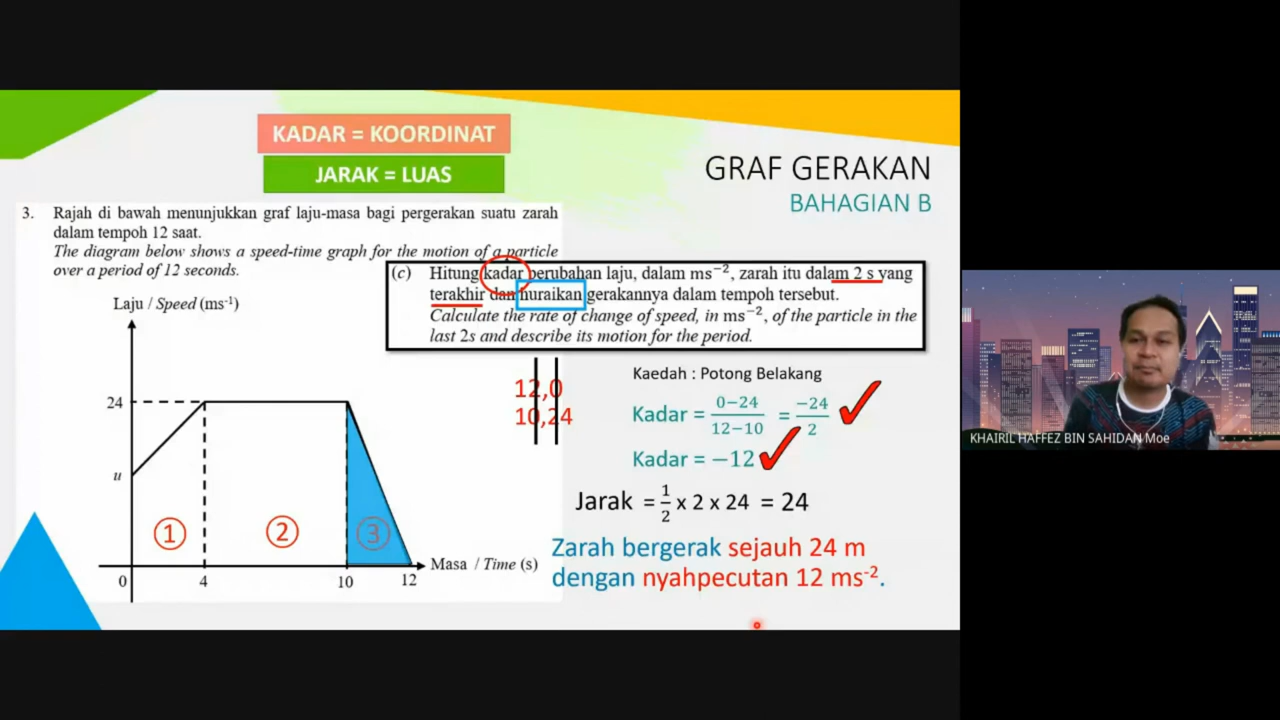 KADAR = KOORDINAT
JARAK = LUAS
GRAF GERAKAN
BAHAGIAN B
3. Rajah di bawah menunjukkan graf laju-masa bagi pergerakan suatu zarah
dalam tempoh 12 saat.
The diagram below shows a speed-time graph for the motion of a particle
over a period of 12 seconds.
(c) Hitung kadar perubahan laju, dalam ms⁻², zarah itu dalam 2 s yang
terakhir dan huraikan gerakannya dalam tempoh tersebut.
Calculate the rate of change of speed, in ms⁻², of the particle in the
last 2s and describe its motion for the period.
Laju / Speed (ms⁻¹)
24
u
1
2
3
0
4
10
12
Masa / Time (s)
12,0
10,24
Kaedah : Potong Belakang
Kadar = 0−24 / 12−10 = −24 / 2
Kadar = −12
Jarak = 1/2 x 2 x 24 = 24
Zarah bergerak sejauh 24 m
dengan nyahpecutan 12 ms⁻².
KHAIRIL HAFFEZ BIN SAHIDAN Moe